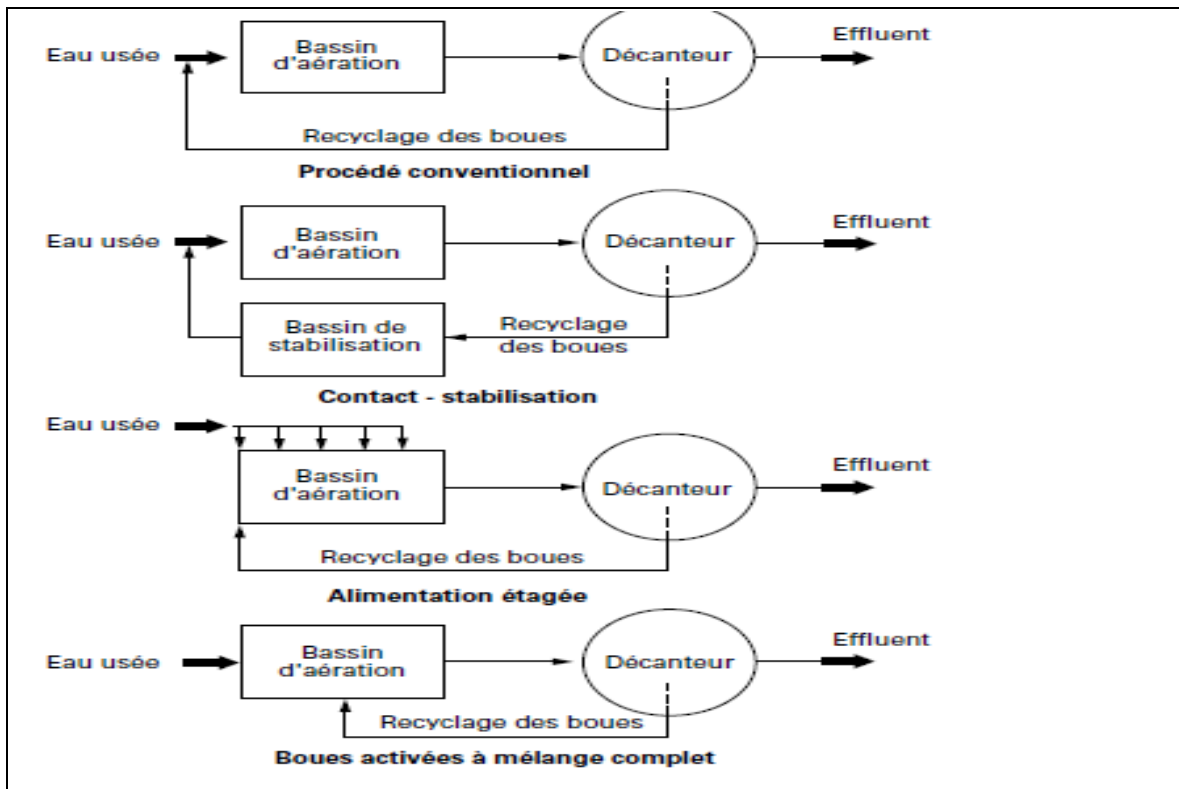 Eau usée
Bassin
d'aération
Décanteur
Effluent
Recyclage des boues
Procédé conventionnel
Eau usée
Bassin
d'aération
Décanteur
Effluent
Bassin de
stabilisation
Recyclage
des boues
Contact - stabilisation
Eau usée
Bassin
d'aération
Décanteur
Effluent
Recyclage des boues
Alimentation étagée
Eau usée
Bassin
d'aération
Décanteur
Effluent
Recyclage des boues
Boues activées à mélange complet